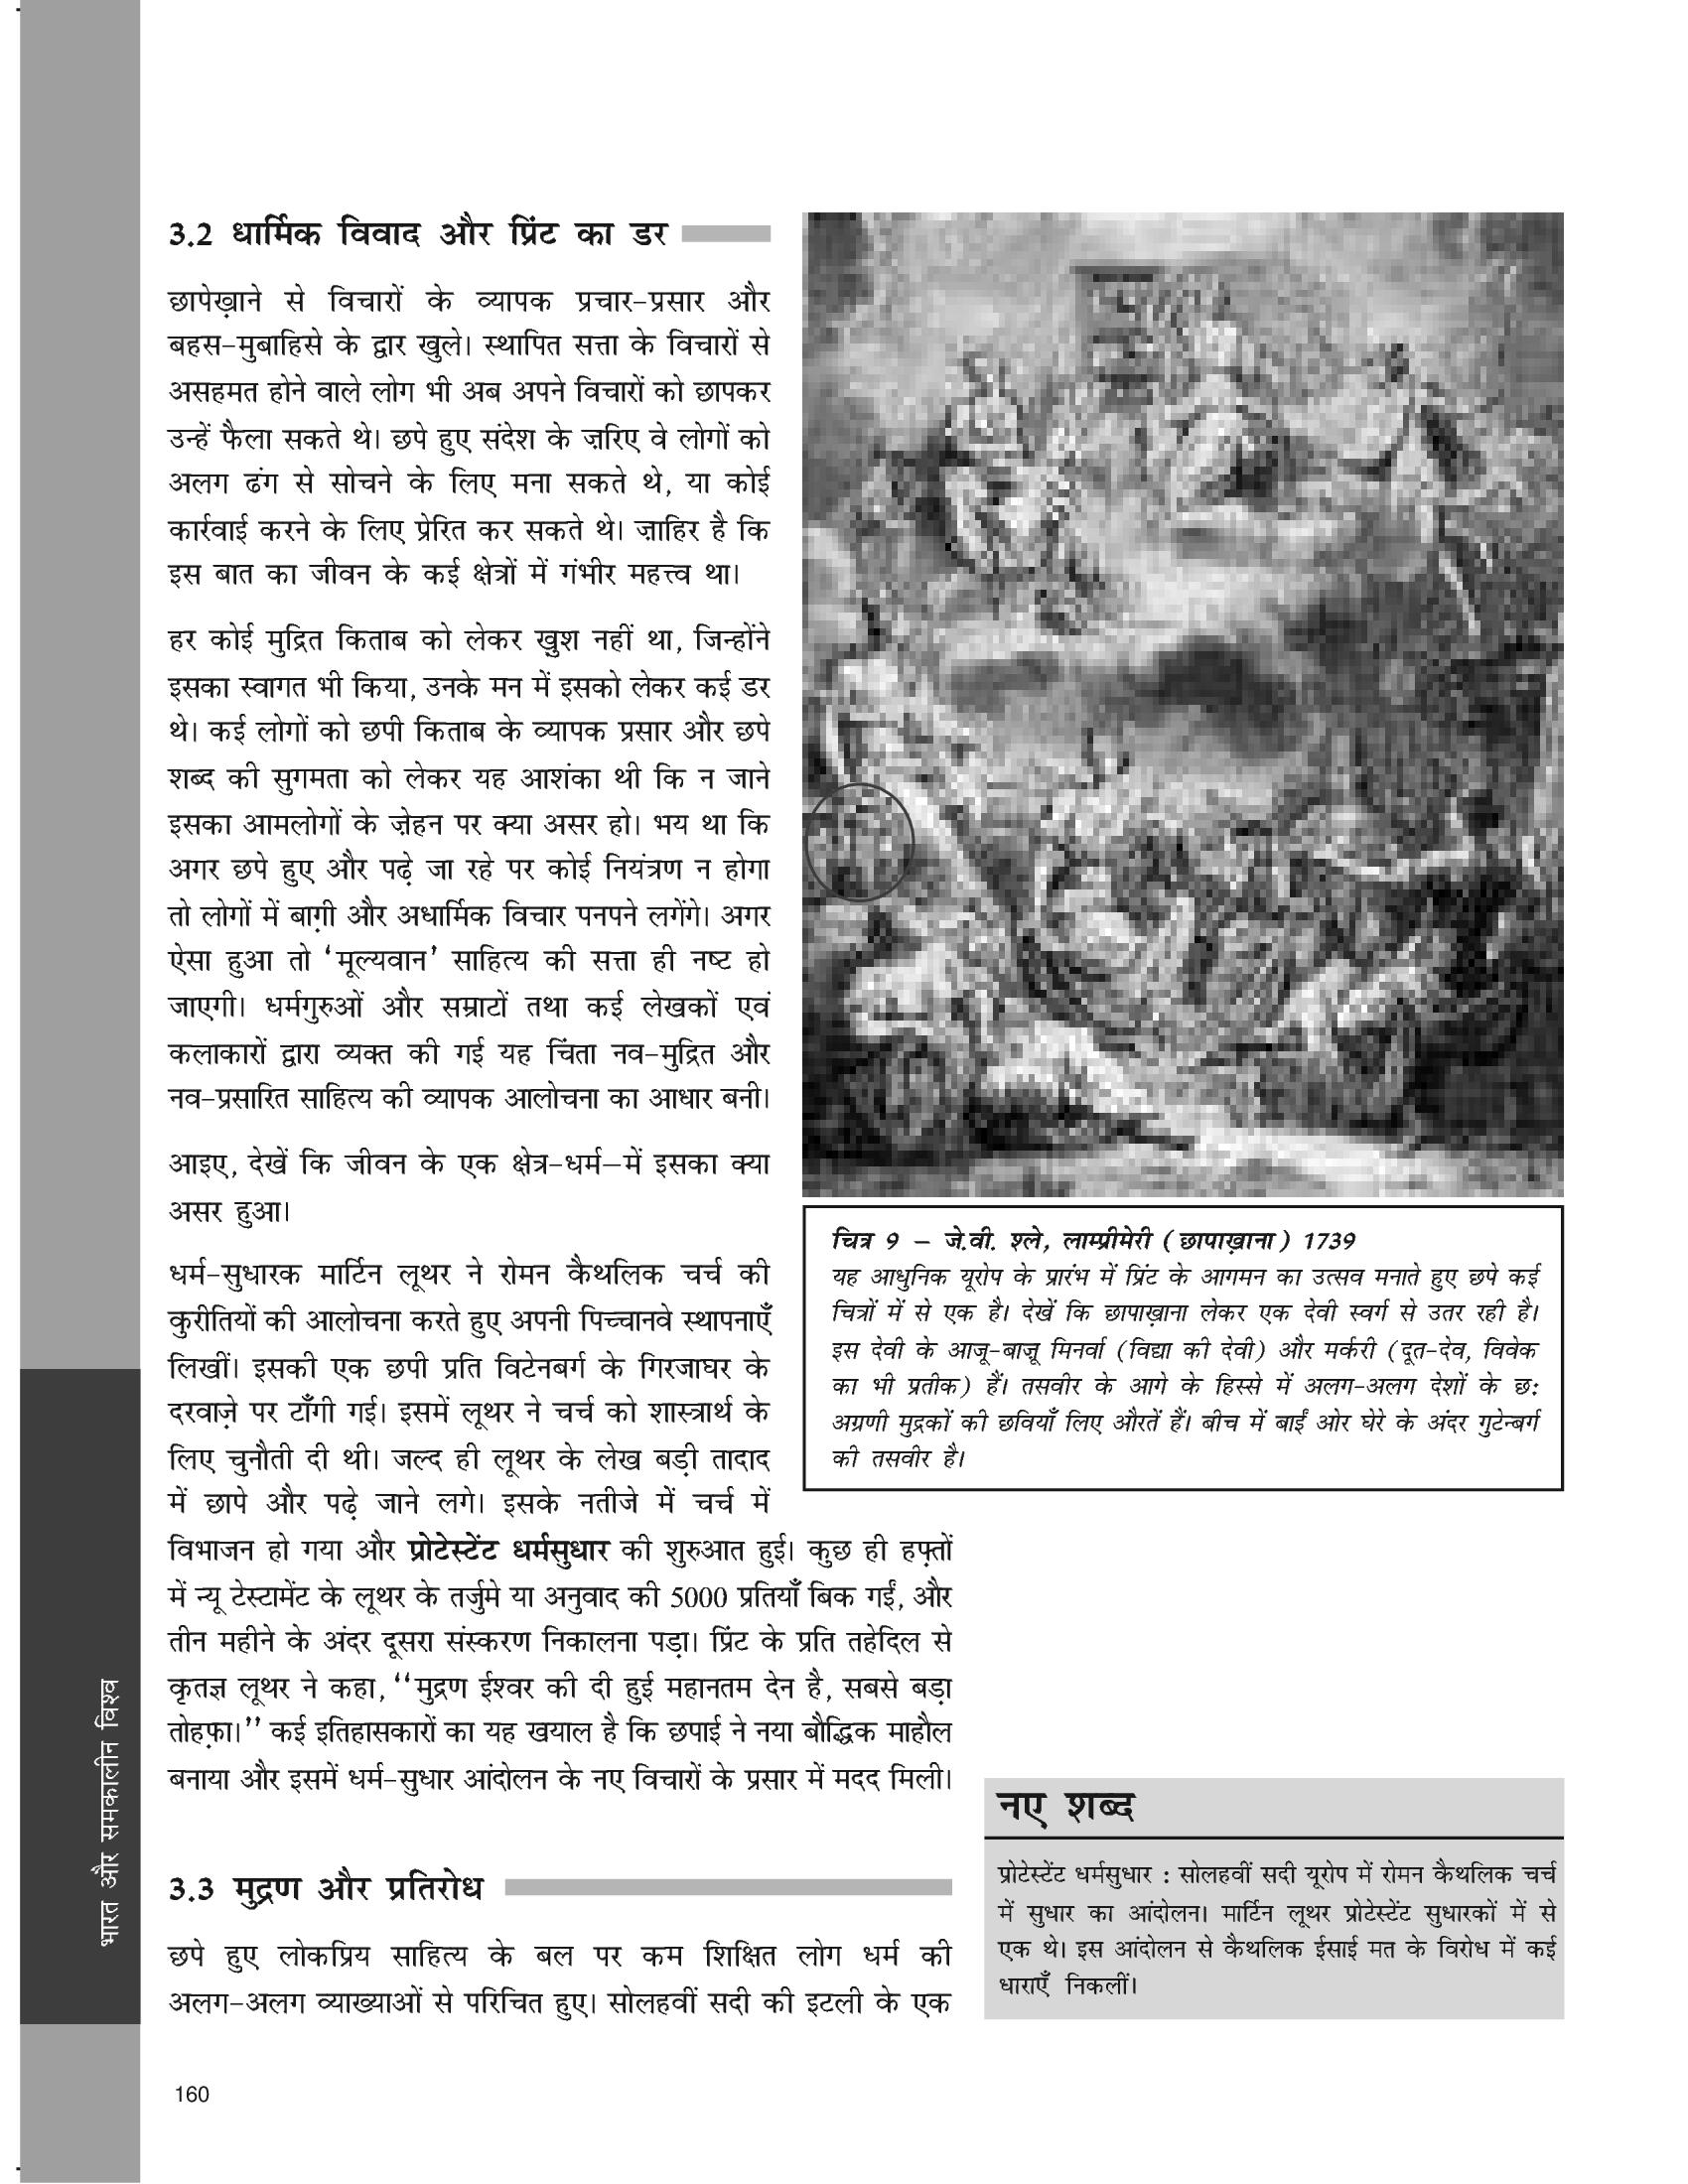 3.2 धार्मिक विवाद और प्रिंट का डर
छापेख़ाने से विचारों के व्यापक प्रचार-प्रसार और
बहस-मुबाहिसे के द्वार खुले। स्थापित सत्ता के विचारों से
असहमत होने वाले लोग भी अब अपने विचारों को छापकर
उन्हें फैला सकते थे। छपे हुए संदेश के ज़रिए वे लोगों को
अलग ढंग से सोचने के लिए मना सकते थे, या कोई
कार्रवाई करने के लिए प्रेरित कर सकते थे। ज़ाहिर है कि
इस बात का जीवन के कई क्षेत्रों में गंभीर महत्त्व था।
हर कोई मुद्रित किताब को लेकर ख़ुश नहीं था, जिन्होंने
इसका स्वागत भी किया, उनके मन में इसको लेकर कई डर
थे। कई लोगों को छपी किताब के व्यापक प्रसार और छपे
शब्द की सुगमता को लेकर यह आशंका थी कि न जाने
इसका आमलोगों के ज़ेहन पर क्या असर हो। भय था कि
अगर छपे हुए और पढ़े जा रहे पर कोई नियंत्रण न होगा
तो लोगों में बाग़ी और अधार्मिक विचार पनपने लगेंगे। अगर
ऐसा हुआ तो ‘मूल्यवान’ साहित्य की सत्ता ही नष्ट हो
जाएगी। धर्मगुरुओं और सम्राटों तथा कई लेखकों एवं
कलाकारों द्वारा व्यक्त की गई यह चिंता नव-मुद्रित और
नव-प्रसारित साहित्य की व्यापक आलोचना का आधार बनी।
आइए, देखें कि जीवन के एक क्षेत्र-धर्म–में इसका क्या
असर हुआ।
धर्म-सुधारक मार्टिन लूथर ने रोमन कैथलिक चर्च की
कुरीतियों की आलोचना करते हुए अपनी पिच्चानवे स्थापनाएँ
लिखीं। इसकी एक छपी प्रति विटेनबर्ग के गिरजाघर के
दरवाज़े पर टाँगी गई। इसमें लूथर ने चर्च को शास्त्रार्थ के
लिए चुनौती दी थी। जल्द ही लूथर के लेख बड़ी तादाद
में छापे और पढ़े जाने लगे। इसके नतीजे में चर्च में
विभाजन हो गया और प्रोटेस्टेंट धर्मसुधार की शुरुआत हुई। कुछ ही हफ़्तों
में न्यू टेस्टामेंट के लूथर के तर्जुमे या अनुवाद की 5000 प्रतियाँ बिक गईं, और
तीन महीने के अंदर दूसरा संस्करण निकालना पड़ा। प्रिंट के प्रति तहेदिल से
कृतज्ञ लूथर ने कहा, ‘‘मुद्रण ईश्वर की दी हुई महानतम देन है, सबसे बड़ा
तोहफ़ा।’’ कई इतिहासकारों का यह खयाल है कि छपाई ने नया बौद्धिक माहौल
बनाया और इसमें धर्म-सुधार आंदोलन के नए विचारों के प्रसार में मदद मिली।
3.3 मुद्रण और प्रतिरोध
छपे हुए लोकप्रिय साहित्य के बल पर कम शिक्षित लोग धर्म की
अलग-अलग व्याख्याओं से परिचित हुए। सोलहवीं सदी की इटली के एक
चित्र 9 – जे.वी. श्ले, लाम्प्रीमेरी (छापाख़ाना) 1739
यह आधुनिक यूरोप के प्रारंभ में प्रिंट के आगमन का उत्सव मनाते हुए छपे कई
चित्रों में से एक है। देखें कि छापाख़ाना लेकर एक देवी स्वर्ग से उतर रही है।
इस देवी के आजू-बाज़ू मिनर्वा (विद्या की देवी) और मर्करी (दूत-देव, विवेक
का भी प्रतीक) हैं। तसवीर के आगे के हिस्से में अलग-अलग देशों के छ:
अग्रणी मुद्रकों की छवियाँ लिए औरतें हैं। बीच में बाईं ओर घेरे के अंदर गुटेन्बर्ग
की तसवीर है।
नए शब्द
प्रोटेस्टेंट धर्मसुधार : सोलहवीं सदी यूरोप में रोमन कैथलिक चर्च
में सुधार का आंदोलन। मार्टिन लूथर प्रोटेस्टेंट सुधारकों में से
एक थे। इस आंदोलन से कैथलिक ईसाई मत के विरोध में कई
धाराएँ निकलीं।
भारत और समकालीन विश्व
160